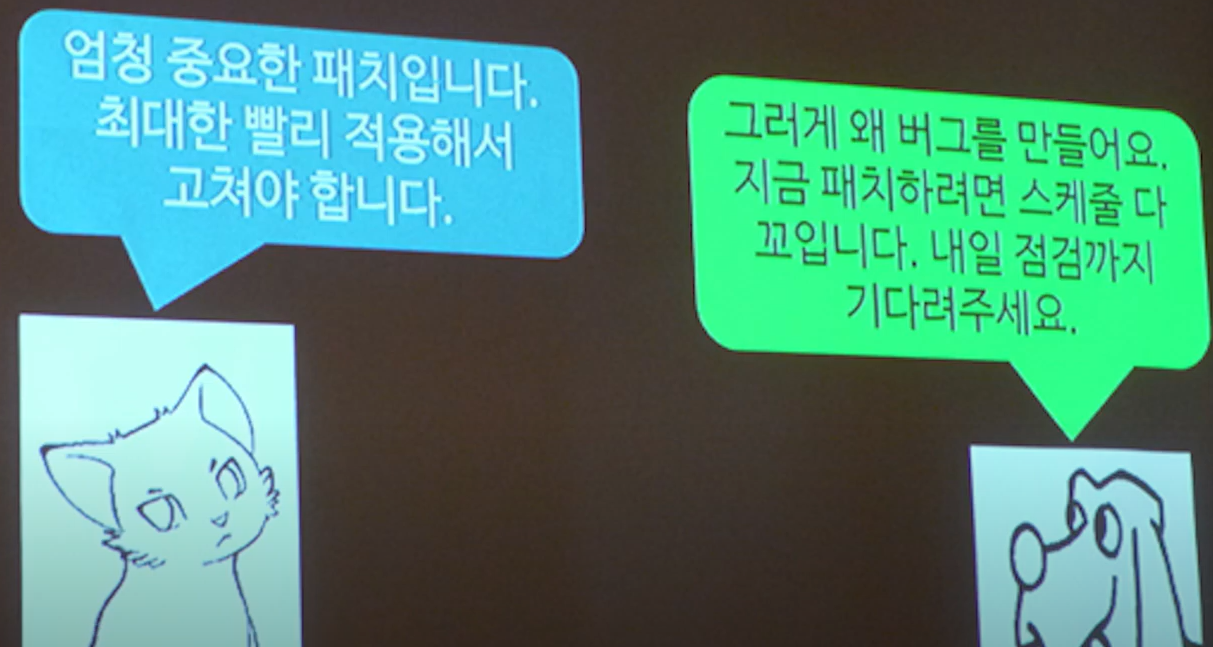 엄청 중요한 패치입니다.
최대한 빨리 적용해서
고쳐야 합니다.
그러게 왜 버그를 만들어요.
지금 패치하려면 스케줄 다
꼬입니다. 내일 점검까지
기다려주세요.